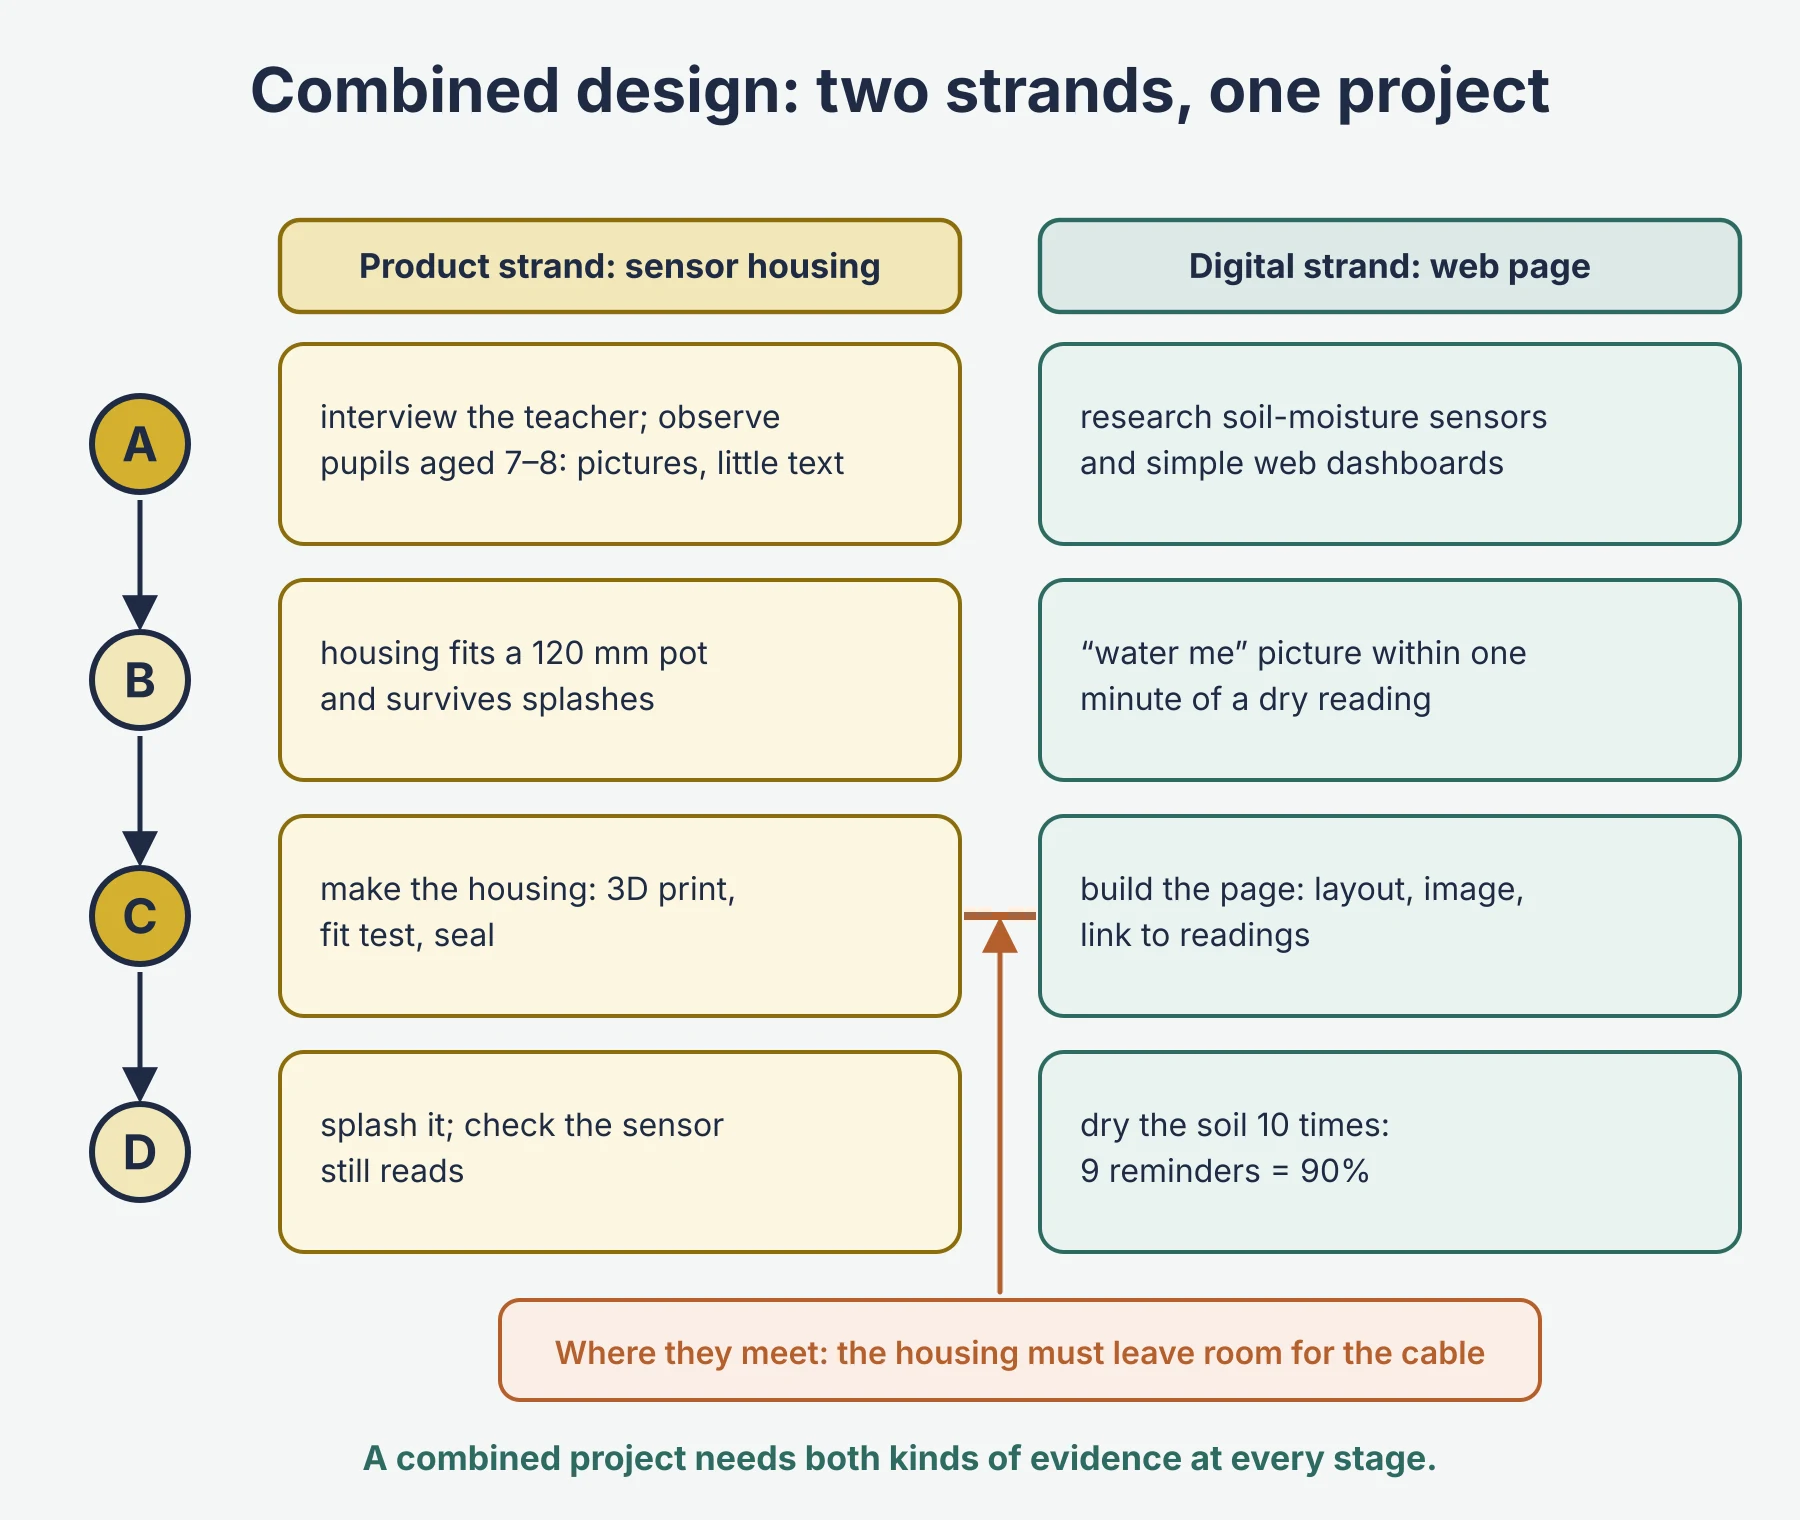 Combined design: two strands, one project
Product strand: sensor housing
Digital strand: web page
A
interview the teacher; observe
pupils aged 7–8: pictures, little text
research soil-moisture sensors
and simple web dashboards
B
housing fits a 120 mm pot
and survives splashes
“water me” picture within one
minute of a dry reading
C
make the housing: 3D print,
fit test, seal
build the page: layout, image,
link to readings
D
splash it; check the sensor
still reads
dry the soil 10 times:
9 reminders = 90%
Where they meet: the housing must leave room for the cable
A combined project needs both kinds of evidence at every stage.